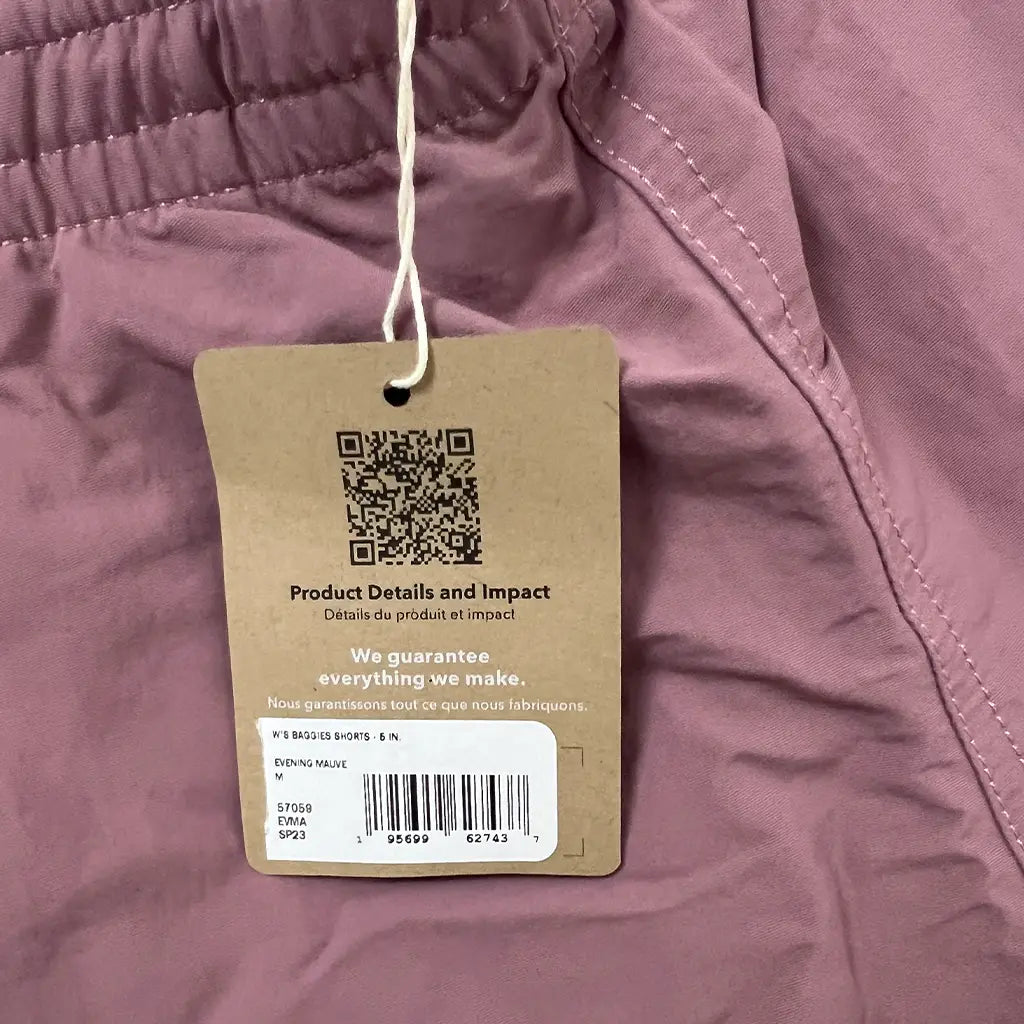 Product Details and Impact
Détails du produit et impact
We guarantee
everything we make.
Nous garantissons tout ce que nous fabriquons.
W'S BAGGIES SHORTS - 5 IN.
EVENING MAUVE
M
57059
EVMA
SP23
1 95699 62743 7